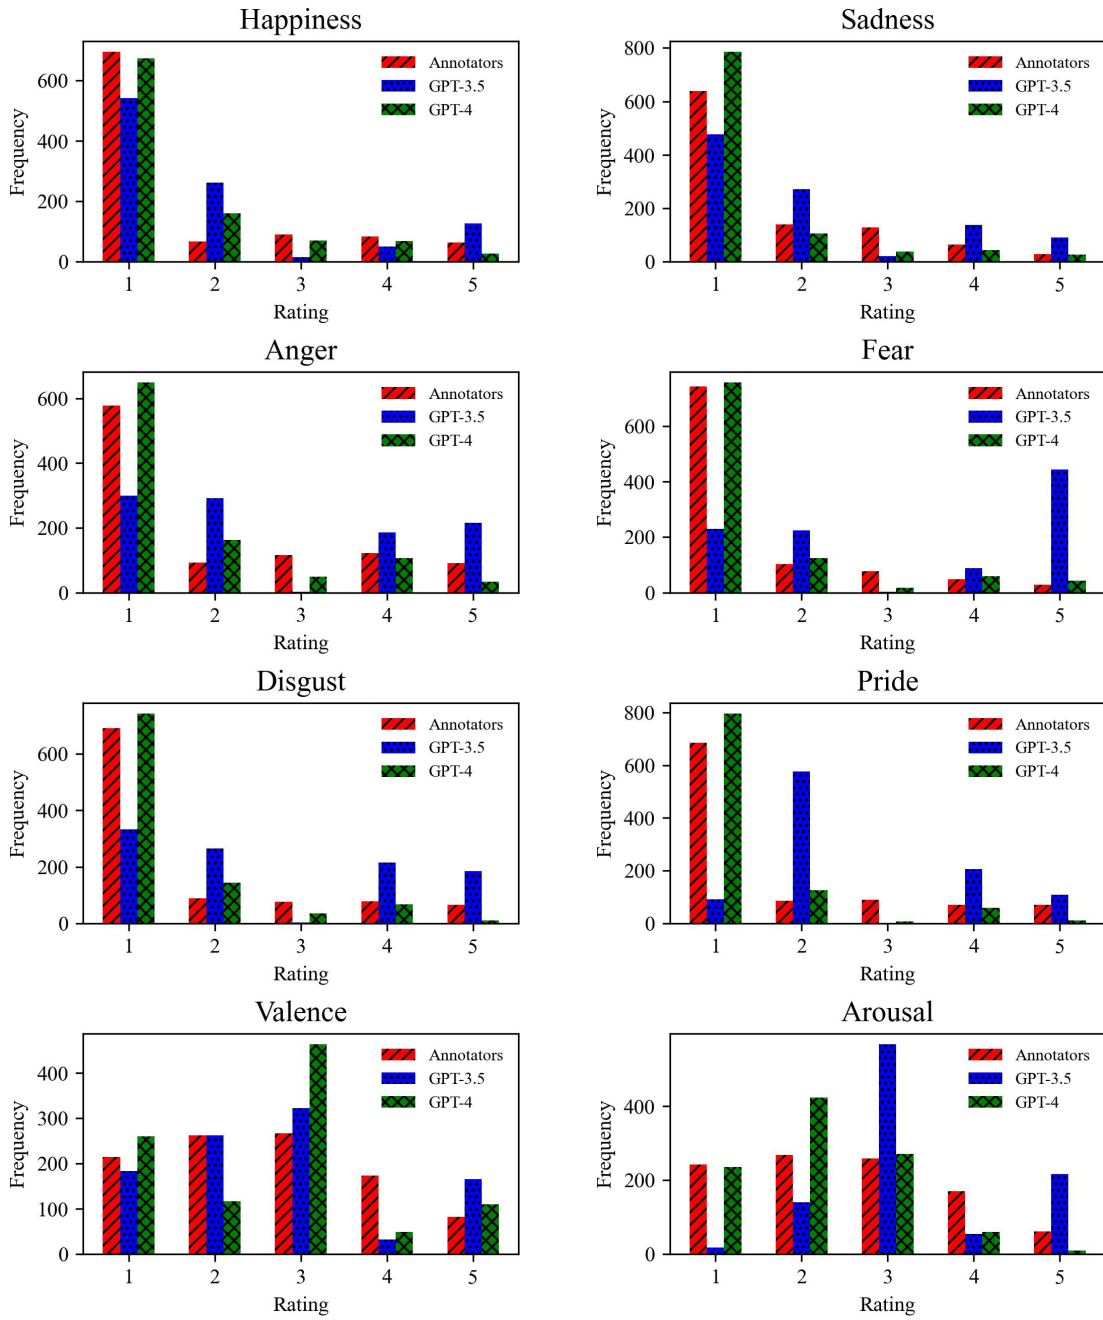 Happiness
Frequency
600
400
200
0
Annotators
GPT-3.5
GPT-4
1 2 3 4 5
Rating
Sadness
Frequency
800
600
400
200
0
Annotators
GPT-3.5
GPT-4
1 2 3 4 5
Rating
Anger
Frequency
600
400
200
0
Annotators
GPT-3.5
GPT-4
1 2 3 4 5
Rating
Fear
Frequency
600
400
200
0
Annotators
GPT-3.5
GPT-4
1 2 3 4 5
Rating
Disgust
Frequency
600
400
200
0
Annotators
GPT-3.5
GPT-4
1 2 3 4 5
Rating
Pride
Frequency
800
600
400
200
0
Annotators
GPT-3.5
GPT-4
1 2 3 4 5
Rating
Valence
Frequency
400
300
200
100
0
Annotators
GPT-3.5
GPT-4
1 2 3 4 5
Rating
Arousal
Frequency
400
200
0
Annotators
GPT-3.5
GPT-4
1 2 3 4 5
Rating